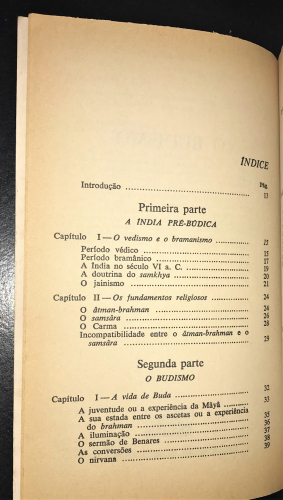 ÍNDICE
Pág.
Introdução ........ 13
Primeira parte
A ÍNDIA PRÉ-BÚDICA
Capítulo I — O vedismo e o bramanismo ........ 15
Período védico ........ 15
Período bramânico ........ 17
A Índia no século VI a. C. ........ 19
A doutrina do samkhya ........ 20
O jainismo ........ 21
Capítulo II — Os fundamentos religiosos ........ 24
O âtman-brahman ........ 24
O samsâra ........ 26
O Carma ........ 28
Incompatibilidade entre o âtman-brahman e o
samsâra ........ 29
Segunda parte
O BUDISMO
Capítulo I — A vida de Buda ........ 32
A juventude ou a experiência da Mâyâ ........ 33
A sua estada entre os ascetas ou a experiência
do brahman ........ 35
A iluminação ........ 36
O sermão de Benares ........ 37
As conversões ........ 38
O nirvana ........ 39